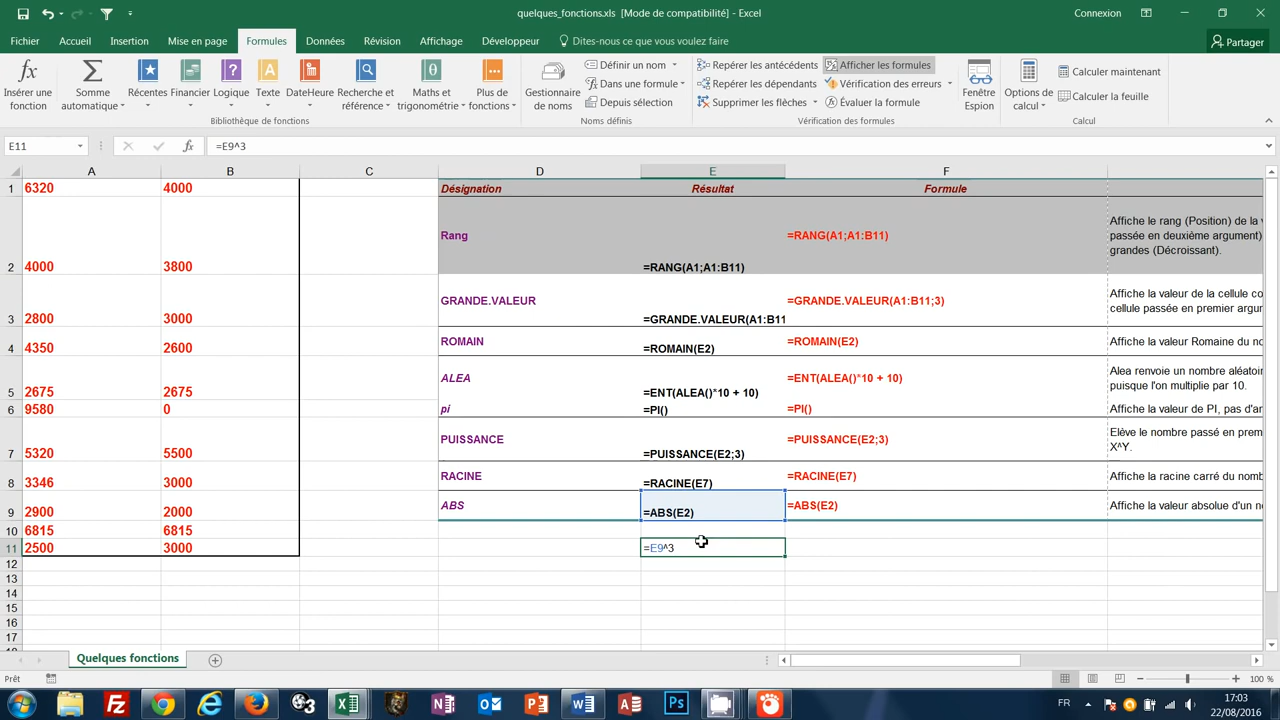 quelques_fonctions.xls [Mode de compatibilité] - Excel
Connexion
Fichier Accueil Insertion Mise en page Formules Données Révision Affichage Développeur Dites-nous ce que vous voulez faire Partager
Insérer une fonction
Somme automatique
Récentes
Financier
Logique
Texte
DateHeure
Recherche et référence
Maths et trigonométrie
Plus de fonctions
Bibliothèque de fonctions
Gestionnaire de noms
Définir un nom
Dans une formule
Depuis sélection
Noms définis
Repérer les antécédents
Repérer les dépendants
Supprimer les flèches
Afficher les formules
Vérification des erreurs
Évaluer la formule
Vérification des formules
Fenêtre Espion
Options de calcul
Calculer maintenant
Calculer la feuille
Calcul
E11 fx =E9^3
A B C D E F
1 6320 4000 Désignation Résultat Formule
2 4000 3800 Rang =RANG(A1;A1:B11) =RANG(A1;A1:B11)
Affiche le rang (Position) de la v
passée en deuxième argument)
grandes (Décroissant).
3 2800 3000 GRANDE.VALEUR =GRANDE.VALEUR(A1:B11 =GRANDE.VALEUR(A1:B11;3)
Affiche la valeur de la cellule co
cellule passée en premier argum
4 4350 2600 ROMAIN =ROMAIN(E2) =ROMAIN(E2) Affiche la valeur Romaine du no
5 2675 2675 ALEA =ENT(ALEA()*10 + 10) =ENT(ALEA()*10 + 10)
Alea renvoie un nombre aléatoir
puisque l'on multiplie par 10.
6 9580 0 pi =PI() =PI() Affiche la valeur de PI, pas d'ar
7 5320 5500 PUISSANCE =PUISSANCE(E2;3) =PUISSANCE(E2;3)
Elève le nombre passé en prem
X^Y.
8 3346 3000 RACINE =RACINE(E7) =RACINE(E7) Affiche la racine carré du nomb
9 2900 2000 ABS =ABS(E2) =ABS(E2) Affiche la valeur absolue d'un no
10 6815 6815
11 2500 3000 =E9^3
12
13
14
15
16
17
Quelques fonctions
Prêt 100 %
FR 17:03
22/08/2016